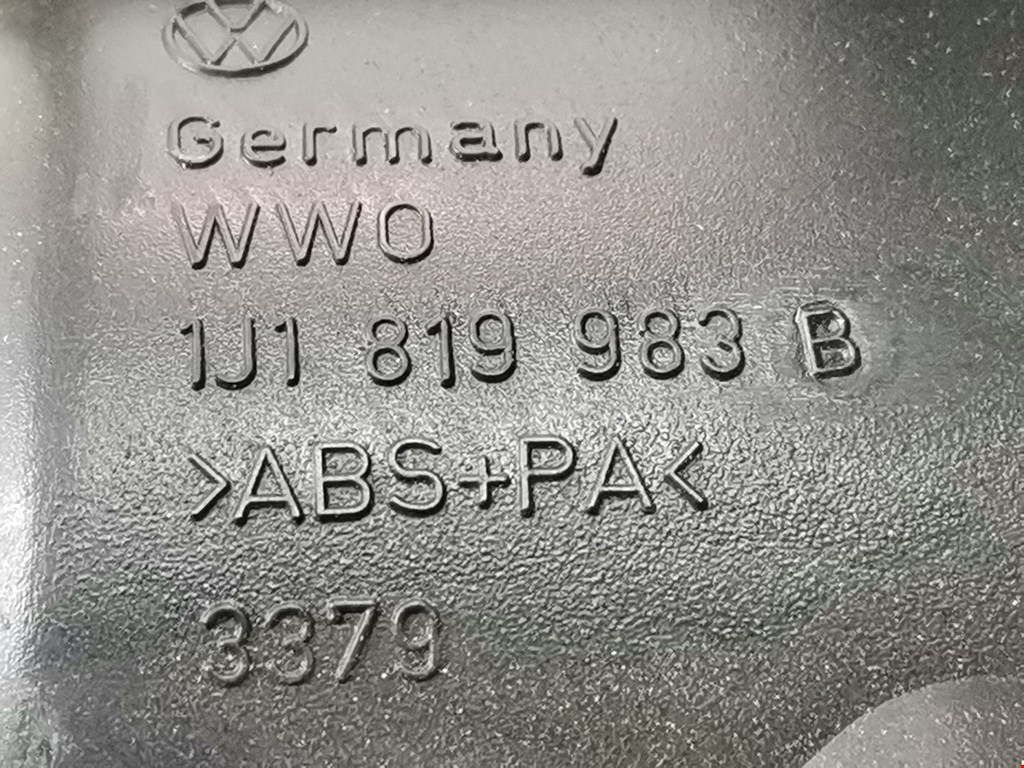 Germany
WWO
1J1 819 983 B
>ABS+PA<
3379